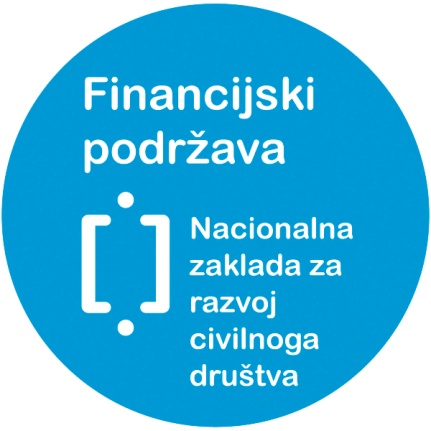 Financijski
podržava
Nacionalna
zaklada za
razvoj
civilnoga
društva